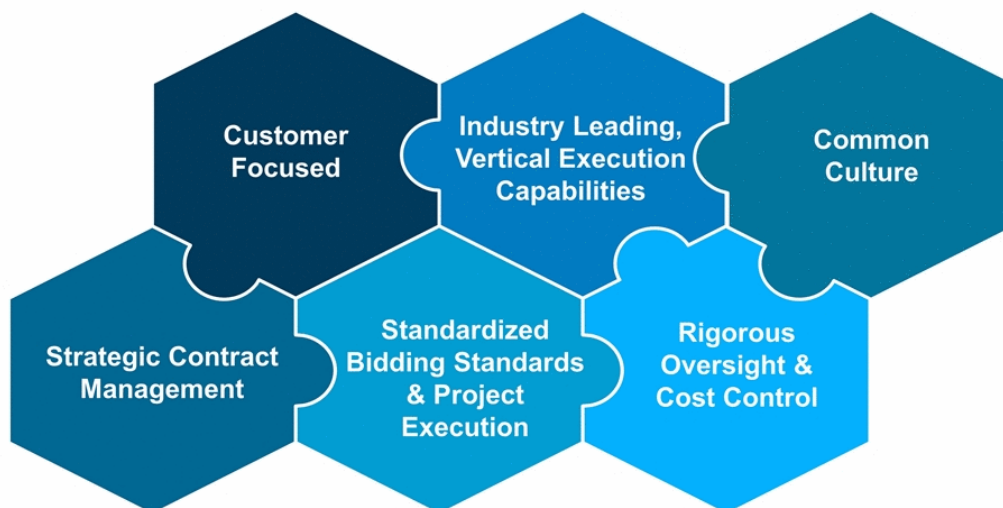 Customer
Focused
Industry Leading,
Vertical Execution
Capabilities
Common
Culture
Strategic Contract
Management
Standardized
Bidding Standards
& Project
Execution
Rigorous
Oversight &
Cost Control